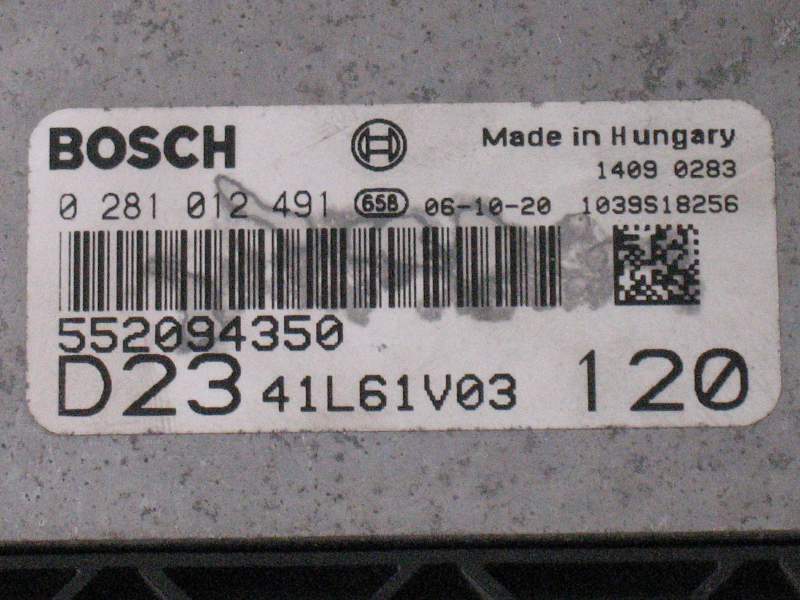 BOSCH Made in Hungary
1409 0283
0 281 012 491 658 06-10-20 1039S18256
552094350
D23 41L61V03 120